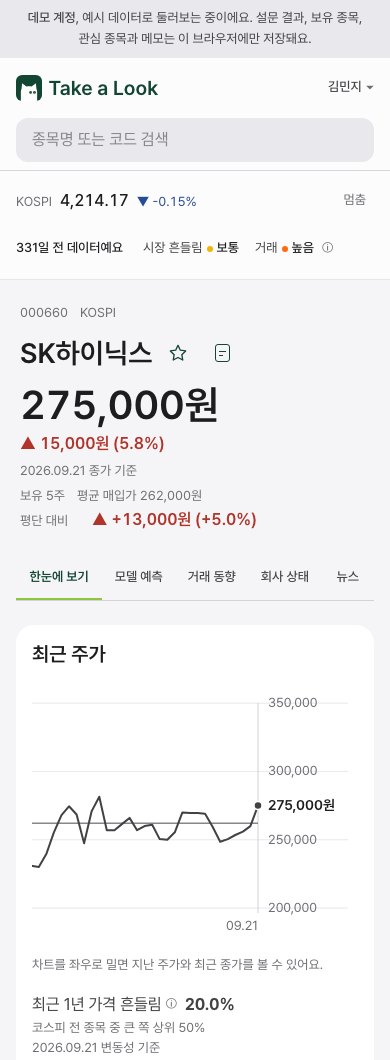 데모 계정, 예시 데이터로 둘러보는 중이에요. 설문 결과, 보유 종목,
관심 종목과 메모는 이 브라우저에만 저장돼요.
Take a Look
김민지
종목명 또는 코드 검색
KOSPI 4,214.17 ▼ -0.15% 멈춤
331일 전 데이터예요 시장 흔들림 보통 거래 높음 ⓘ
000660 KOSPI
SK하이닉스
275,000원
▲ 15,000원 (5.8%)
2026.09.21 종가 기준
보유 5주 평균 매입가 262,000원
평단 대비 ▲ +13,000원 (+5.0%)
한눈에 보기 모델 예측 거래 동향 회사 상태 뉴스
최근 주가
350,000
300,000
275,000원
250,000
200,000
09.21
차트를 좌우로 밀면 지난 주가와 최근 종가를 볼 수 있어요.
최근 1년 가격 흔들림 ⓘ 20.0%
코스피 전 종목 중 큰 쪽 상위 50%
2026.09.21 변동성 기준